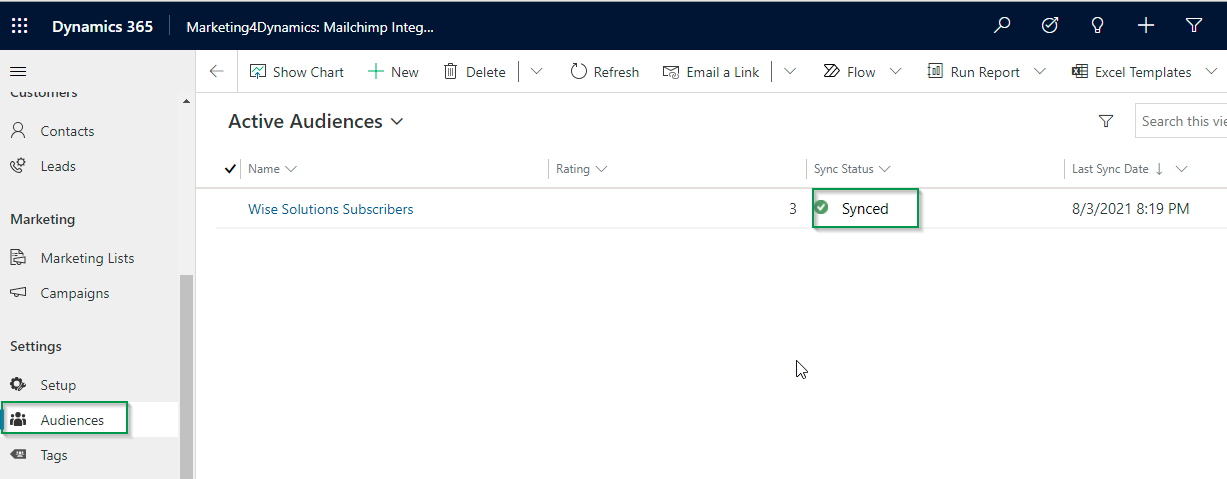 Dynamics 365 Marketing4Dynamics: Mailchimp Integ...
Show Chart New Delete Refresh Email a Link Flow Run Report Excel Templates
Customers
Contacts
Leads
Marketing
Marketing Lists
Campaigns
Settings
Setup
Audiences
Tags
Active Audiences Search this vie
Name Rating Sync Status Last Sync Date
Wise Solutions Subscribers 3 Synced 8/3/2021 8:19 PM